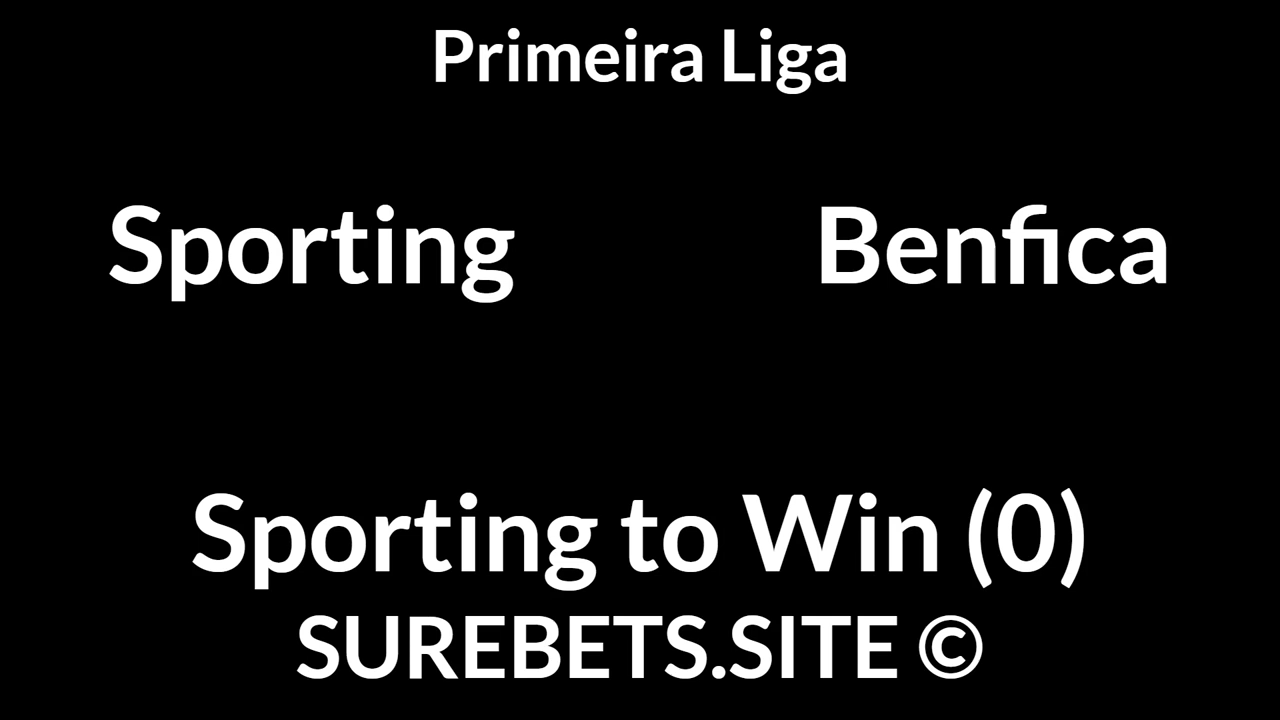 Primeira Liga
Sporting Benfica
Sporting to Win (0)
SUREBETS.SITE ©